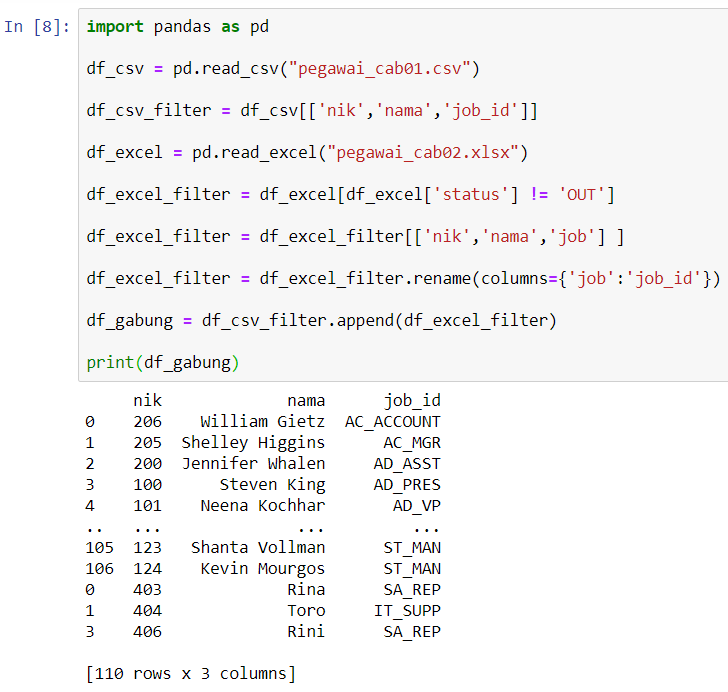 In [8]: import pandas as pd
df_csv = pd.read_csv("pegawai_cab01.csv")
df_csv_filter = df_csv[['nik','nama','job_id']]
df_excel = pd.read_excel("pegawai_cab02.xlsx")
df_excel_filter = df_excel[df_excel['status'] != 'OUT']
df_excel_filter = df_excel_filter[['nik','nama','job'] ]
df_excel_filter = df_excel_filter.rename(columns={'job':'job_id'})
df_gabung = df_csv_filter.append(df_excel_filter)
print(df_gabung)
     nik             nama      job_id
0    206    William Gietz  AC_ACCOUNT
1    205  Shelley Higgins      AC_MGR
2    200  Jennifer Whalen     AD_ASST
3    100      Steven King     AD_PRES
4    101    Neena Kochhar       AD_VP
..   ...              ...         ...
105  123   Shanta Vollman      ST_MAN
106  124    Kevin Mourgos      ST_MAN
0    403             Rina      SA_REP
1    404             Toro     IT_SUPP
3    406             Rini      SA_REP
[110 rows x 3 columns]